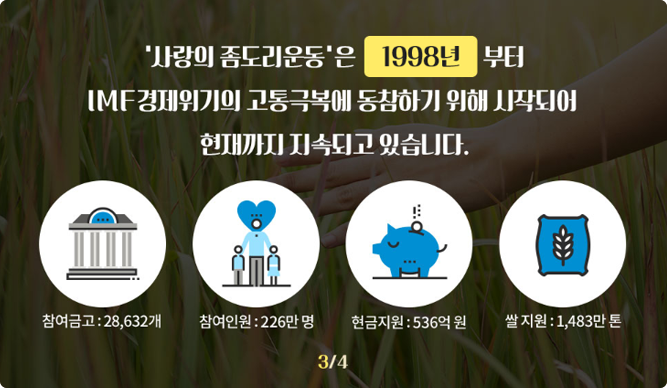 '사랑의 좀도리운동'은 1998년 부터
IMF경제위기의 고통극복에 동참하기 위해 시작되어
현재까지 지속되고 있습니다.
참여금고 : 28,632개
참여인원 : 226만 명
현금지원 : 536억 원
쌀 지원 : 1,483만 톤
3/4